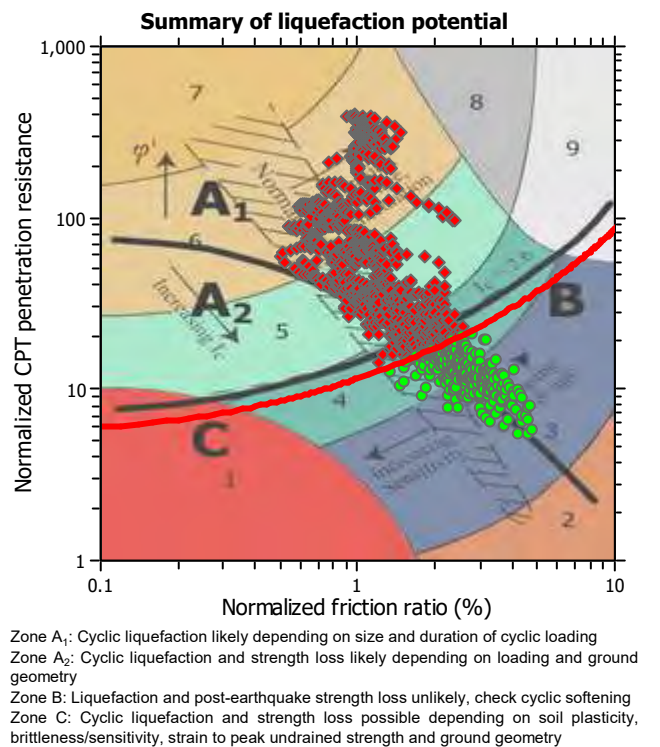 Summary of liquefaction potential
1,000
100
10
1
Normalized CPT penetration resistance
7
8
9
φ'
A1
6
A2
Increasing Ic
5
B
4
C
1
Increasing
Sensitivity
3
2
0.1
1
10
Normalized friction ratio (%)
Zone A1: Cyclic liquefaction likely depending on size and duration of cyclic loading
Zone A2: Cyclic liquefaction and strength loss likely depending on loading and ground
geometry
Zone B: Liquefaction and post-earthquake strength loss unlikely, check cyclic softening
Zone C: Cyclic liquefaction and strength loss possible depending on soil plasticity,
brittleness/sensitivity, strain to peak undrained strength and ground geometry